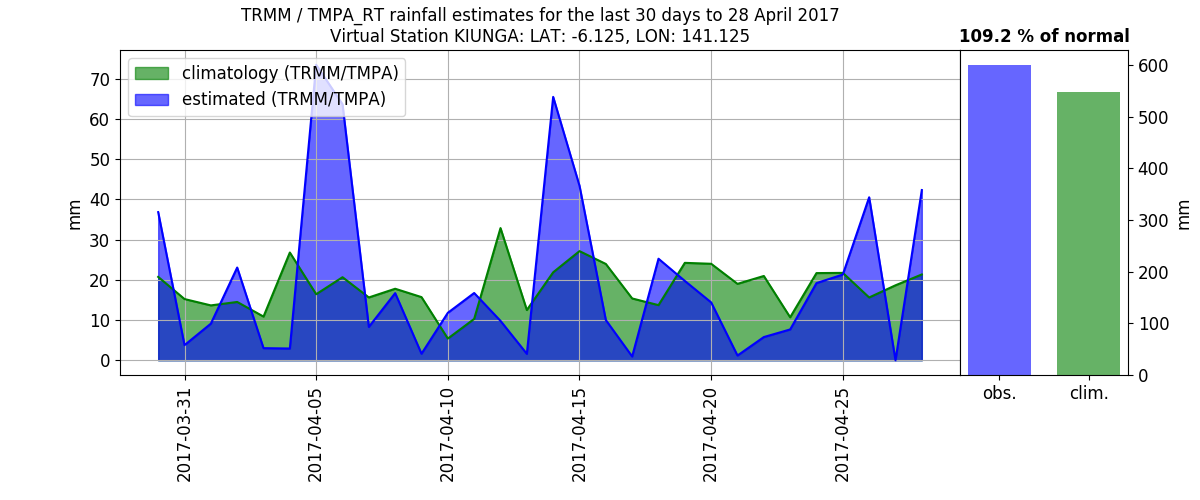 TRMM / TMPA_RT rainfall estimates for the last 30 days to 28 April 2017
Virtual Station KIUNGA: LAT: -6.125, LON: 141.125
109.2 % of normal
climatology (TRMM/TMPA)
estimated (TRMM/TMPA)
mm
70
60
50
40
30
20
10
0
2017-03-31
2017-04-05
2017-04-10
2017-04-15
2017-04-20
2017-04-25
600
500
400
300
200
100
0
mm
obs.
clim.